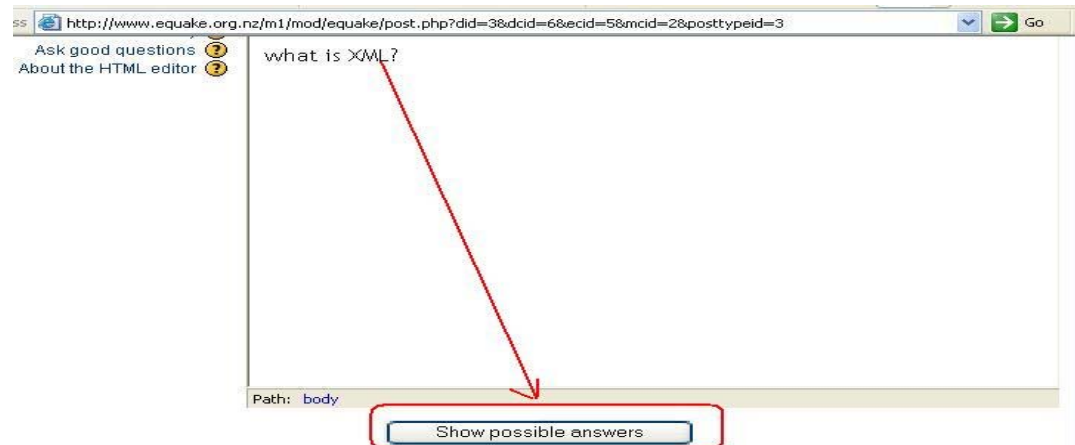 ss http://www.equake.org.nz/m1/mod/equake/post.php?did=3&dcid=6&ecid=5&mcid=2&posttypeid=3 Go
Ask good questions ?
About the HTML editor ?
what is XML?
Path: body
Show possible answers